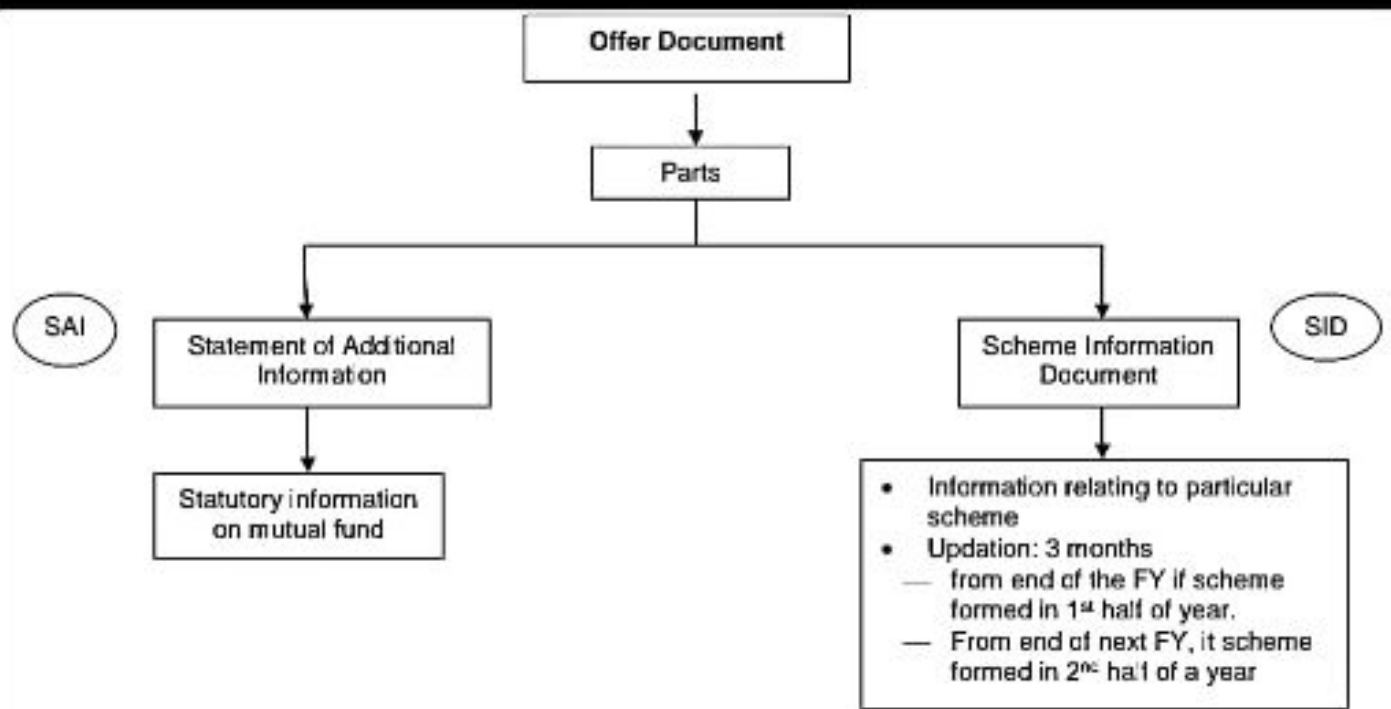 Offer Document
Parts
SAI
Statement of Additional
Information
SID
Scheme Information
Document
Statutory information
on mutual fund
• Information relating to particular
scheme
• Updation: 3 months
— from end of the FY if scheme
formed in 1st half of year.
— From end of next FY, it scheme
formed in 2nd half of a year